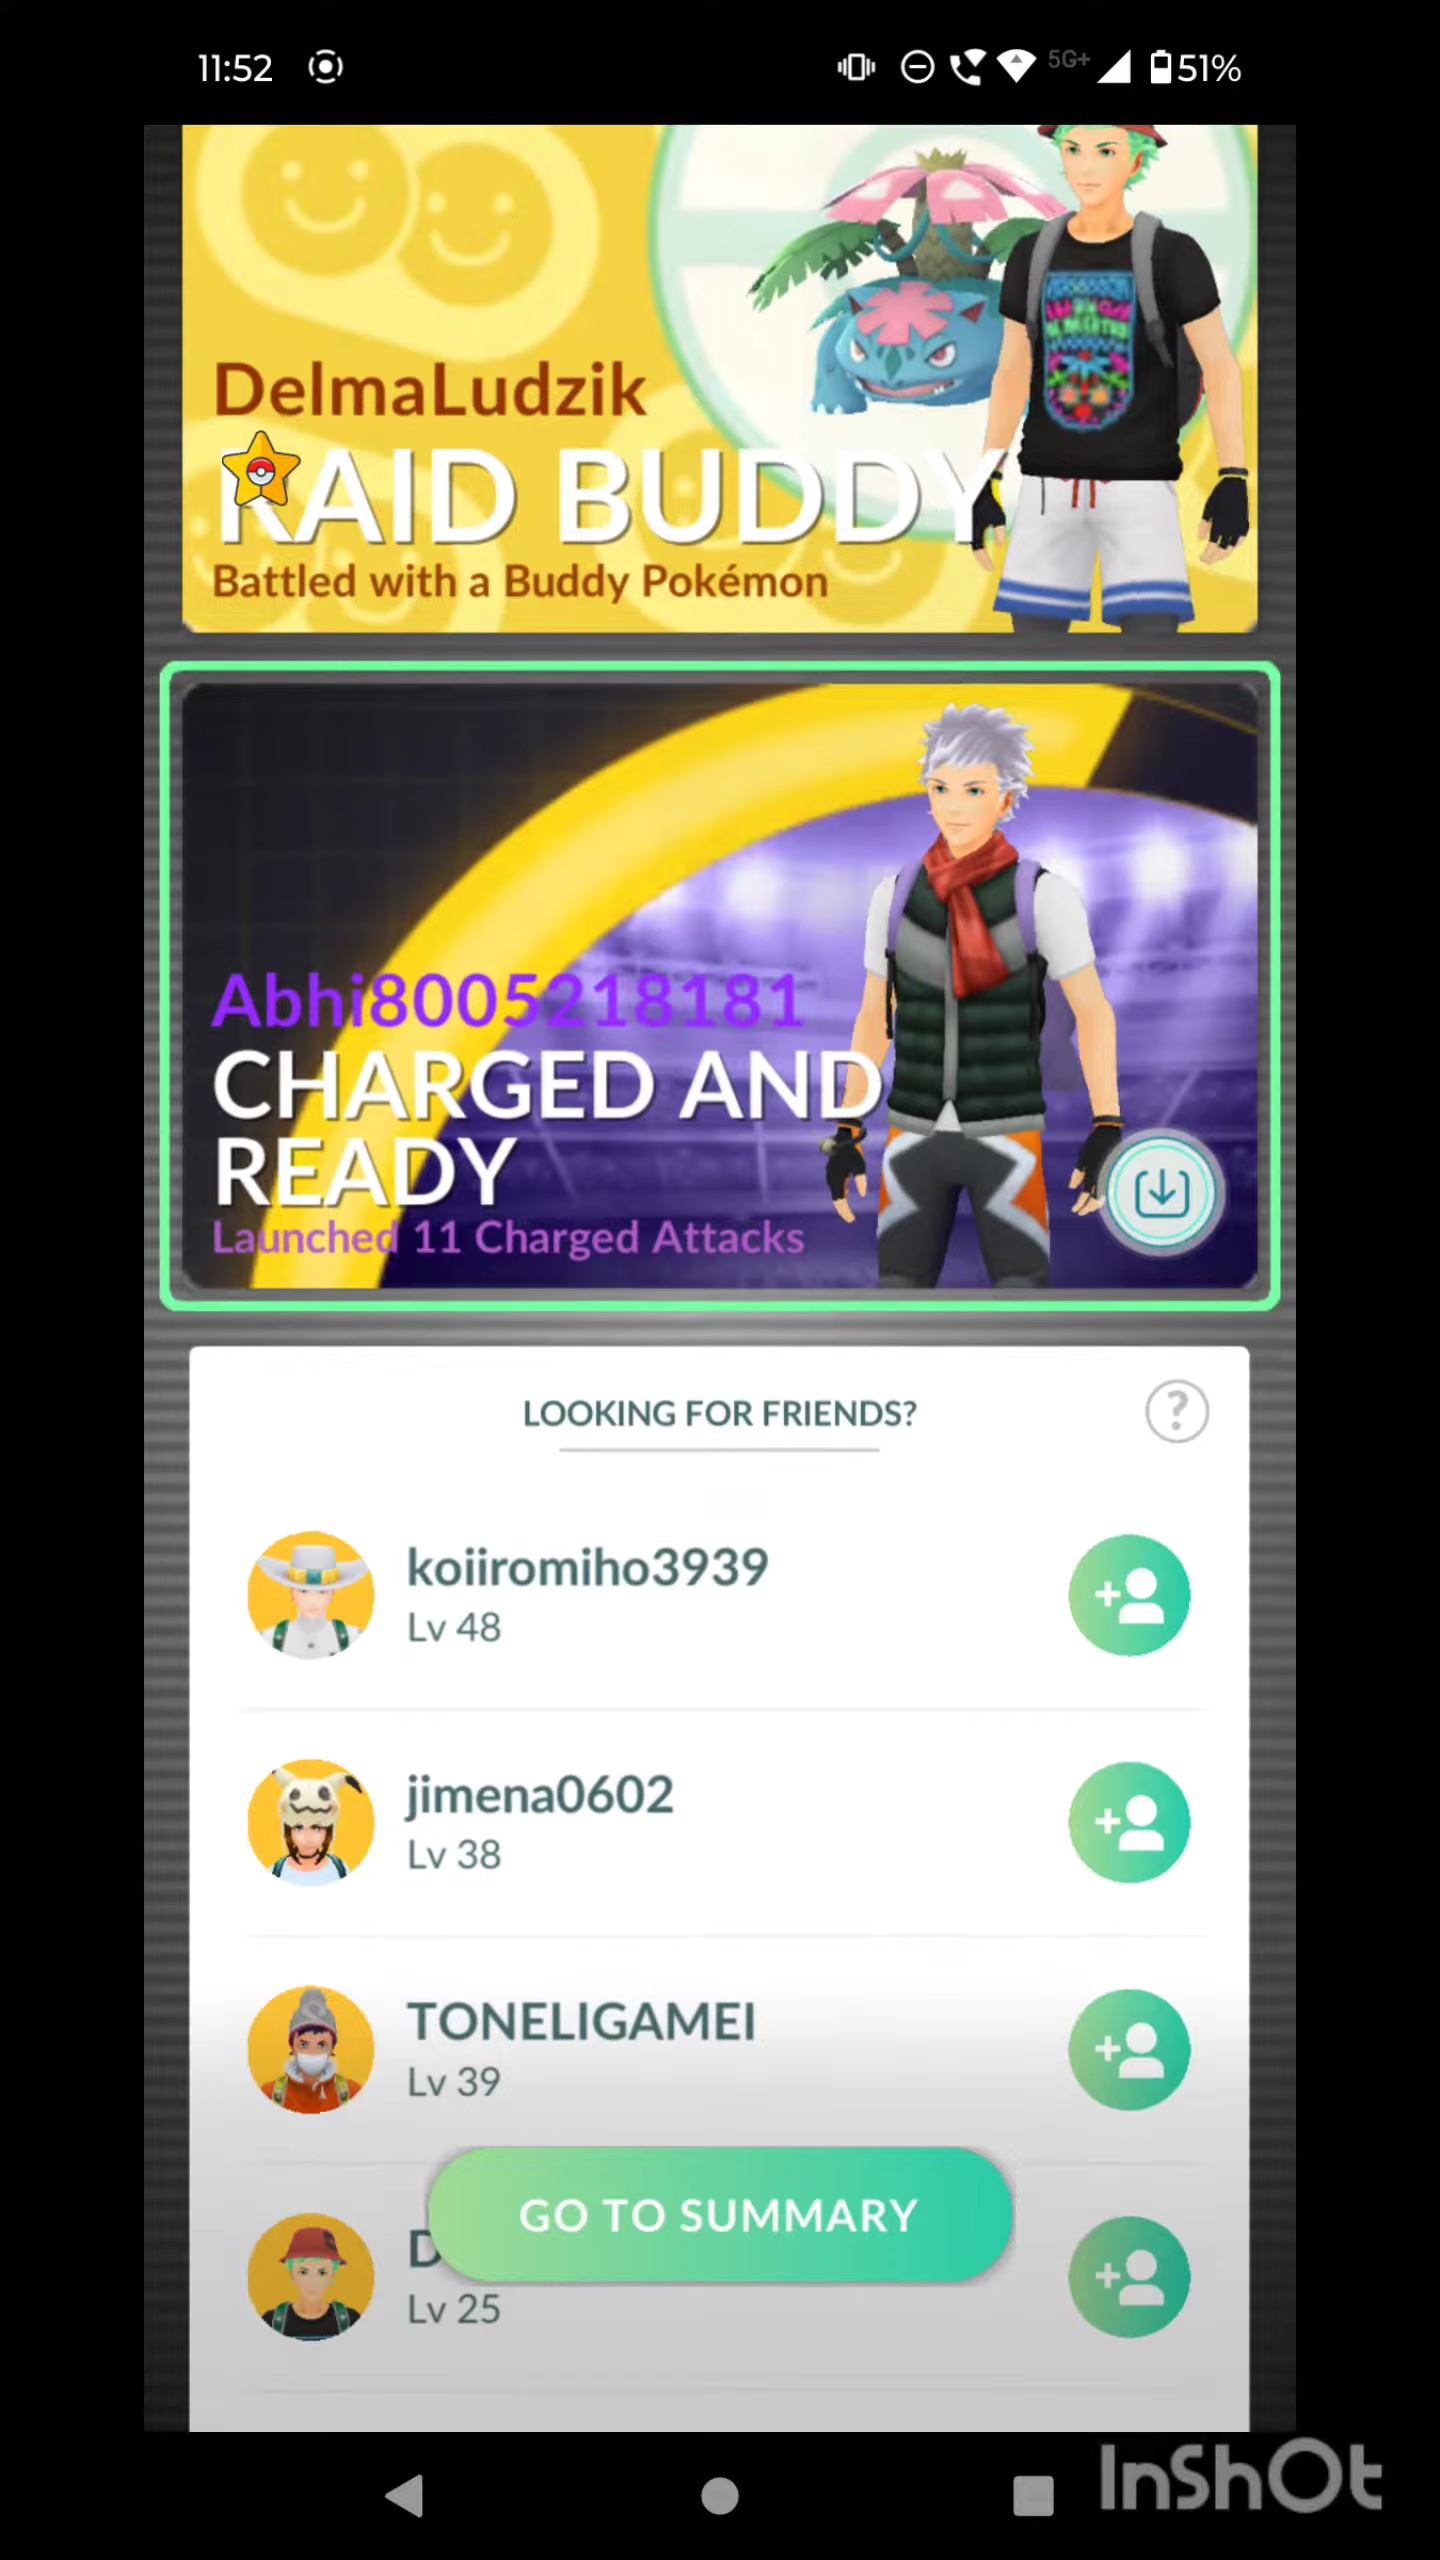 11:52
5G+
51%
DelmaLudzik
RAID BUDDY
Battled with a Buddy Pokémon
Abhi8005218181
CHARGED AND
READY
Launched 11 Charged Attacks
LOOKING FOR FRIENDS?
?
koiiromiho3939
Lv 48
jimena0602
Lv 38
TONELIGAMEI
Lv 39
GO TO SUMMARY
Lv 25
InShOt